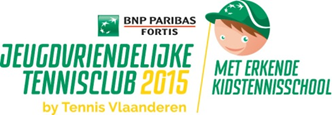 BNP PARIBAS
FORTIS
JEUGDVRIENDELIJKE
TENNISCLUB 2015
by Tennis Vlaanderen
MET ERKENDE
KIDSTENNISSCHOOL